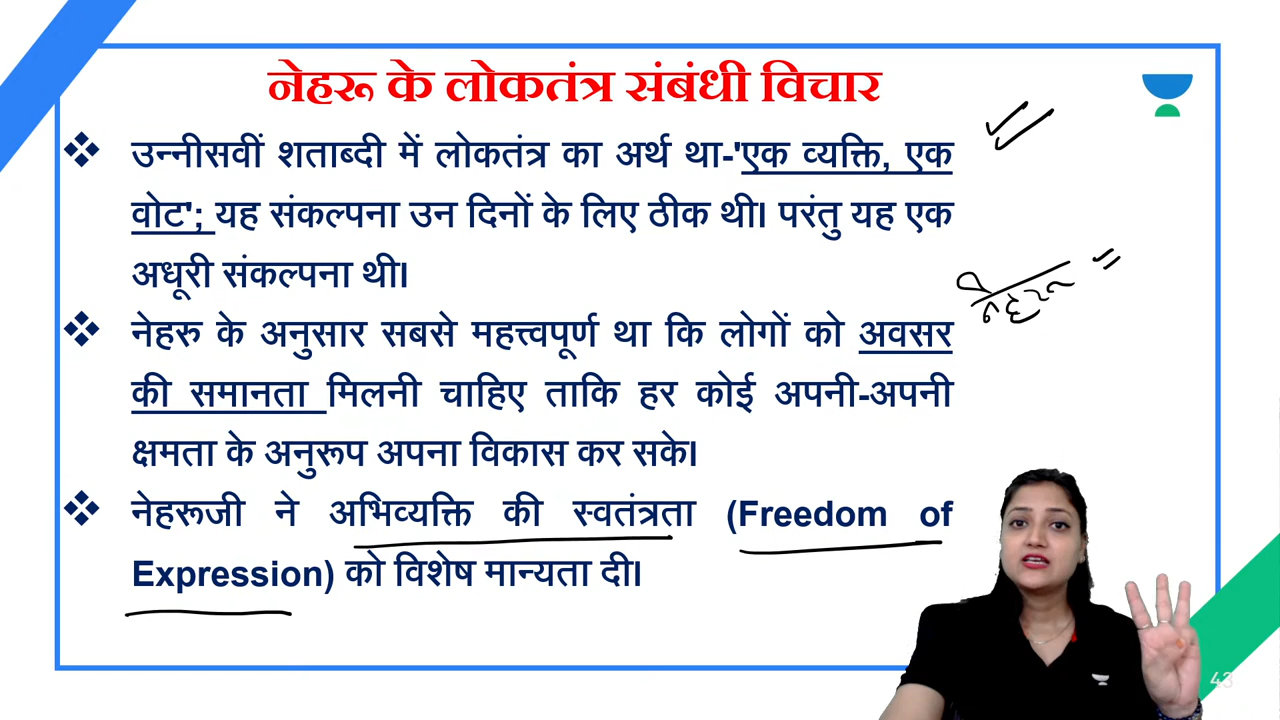 नेहरू के लोकतंत्र संबंधी विचार
❖ उन्नीसवीं शताब्दी में लोकतंत्र का अर्थ था-'एक व्यक्ति, एक
वोट'; यह संकल्पना उन दिनों के लिए ठीक थी। परंतु यह एक
अधूरी संकल्पना थी।
❖ नेहरु के अनुसार सबसे महत्त्वपूर्ण था कि लोगों को अवसर
की समानता मिलनी चाहिए ताकि हर कोई अपनी-अपनी
क्षमता के अनुरूप अपना विकास कर सके।
❖ नेहरूजी ने अभिव्यक्ति की स्वतंत्रता (Freedom of
Expression) को विशेष मान्यता दी।
नेहरू =
43